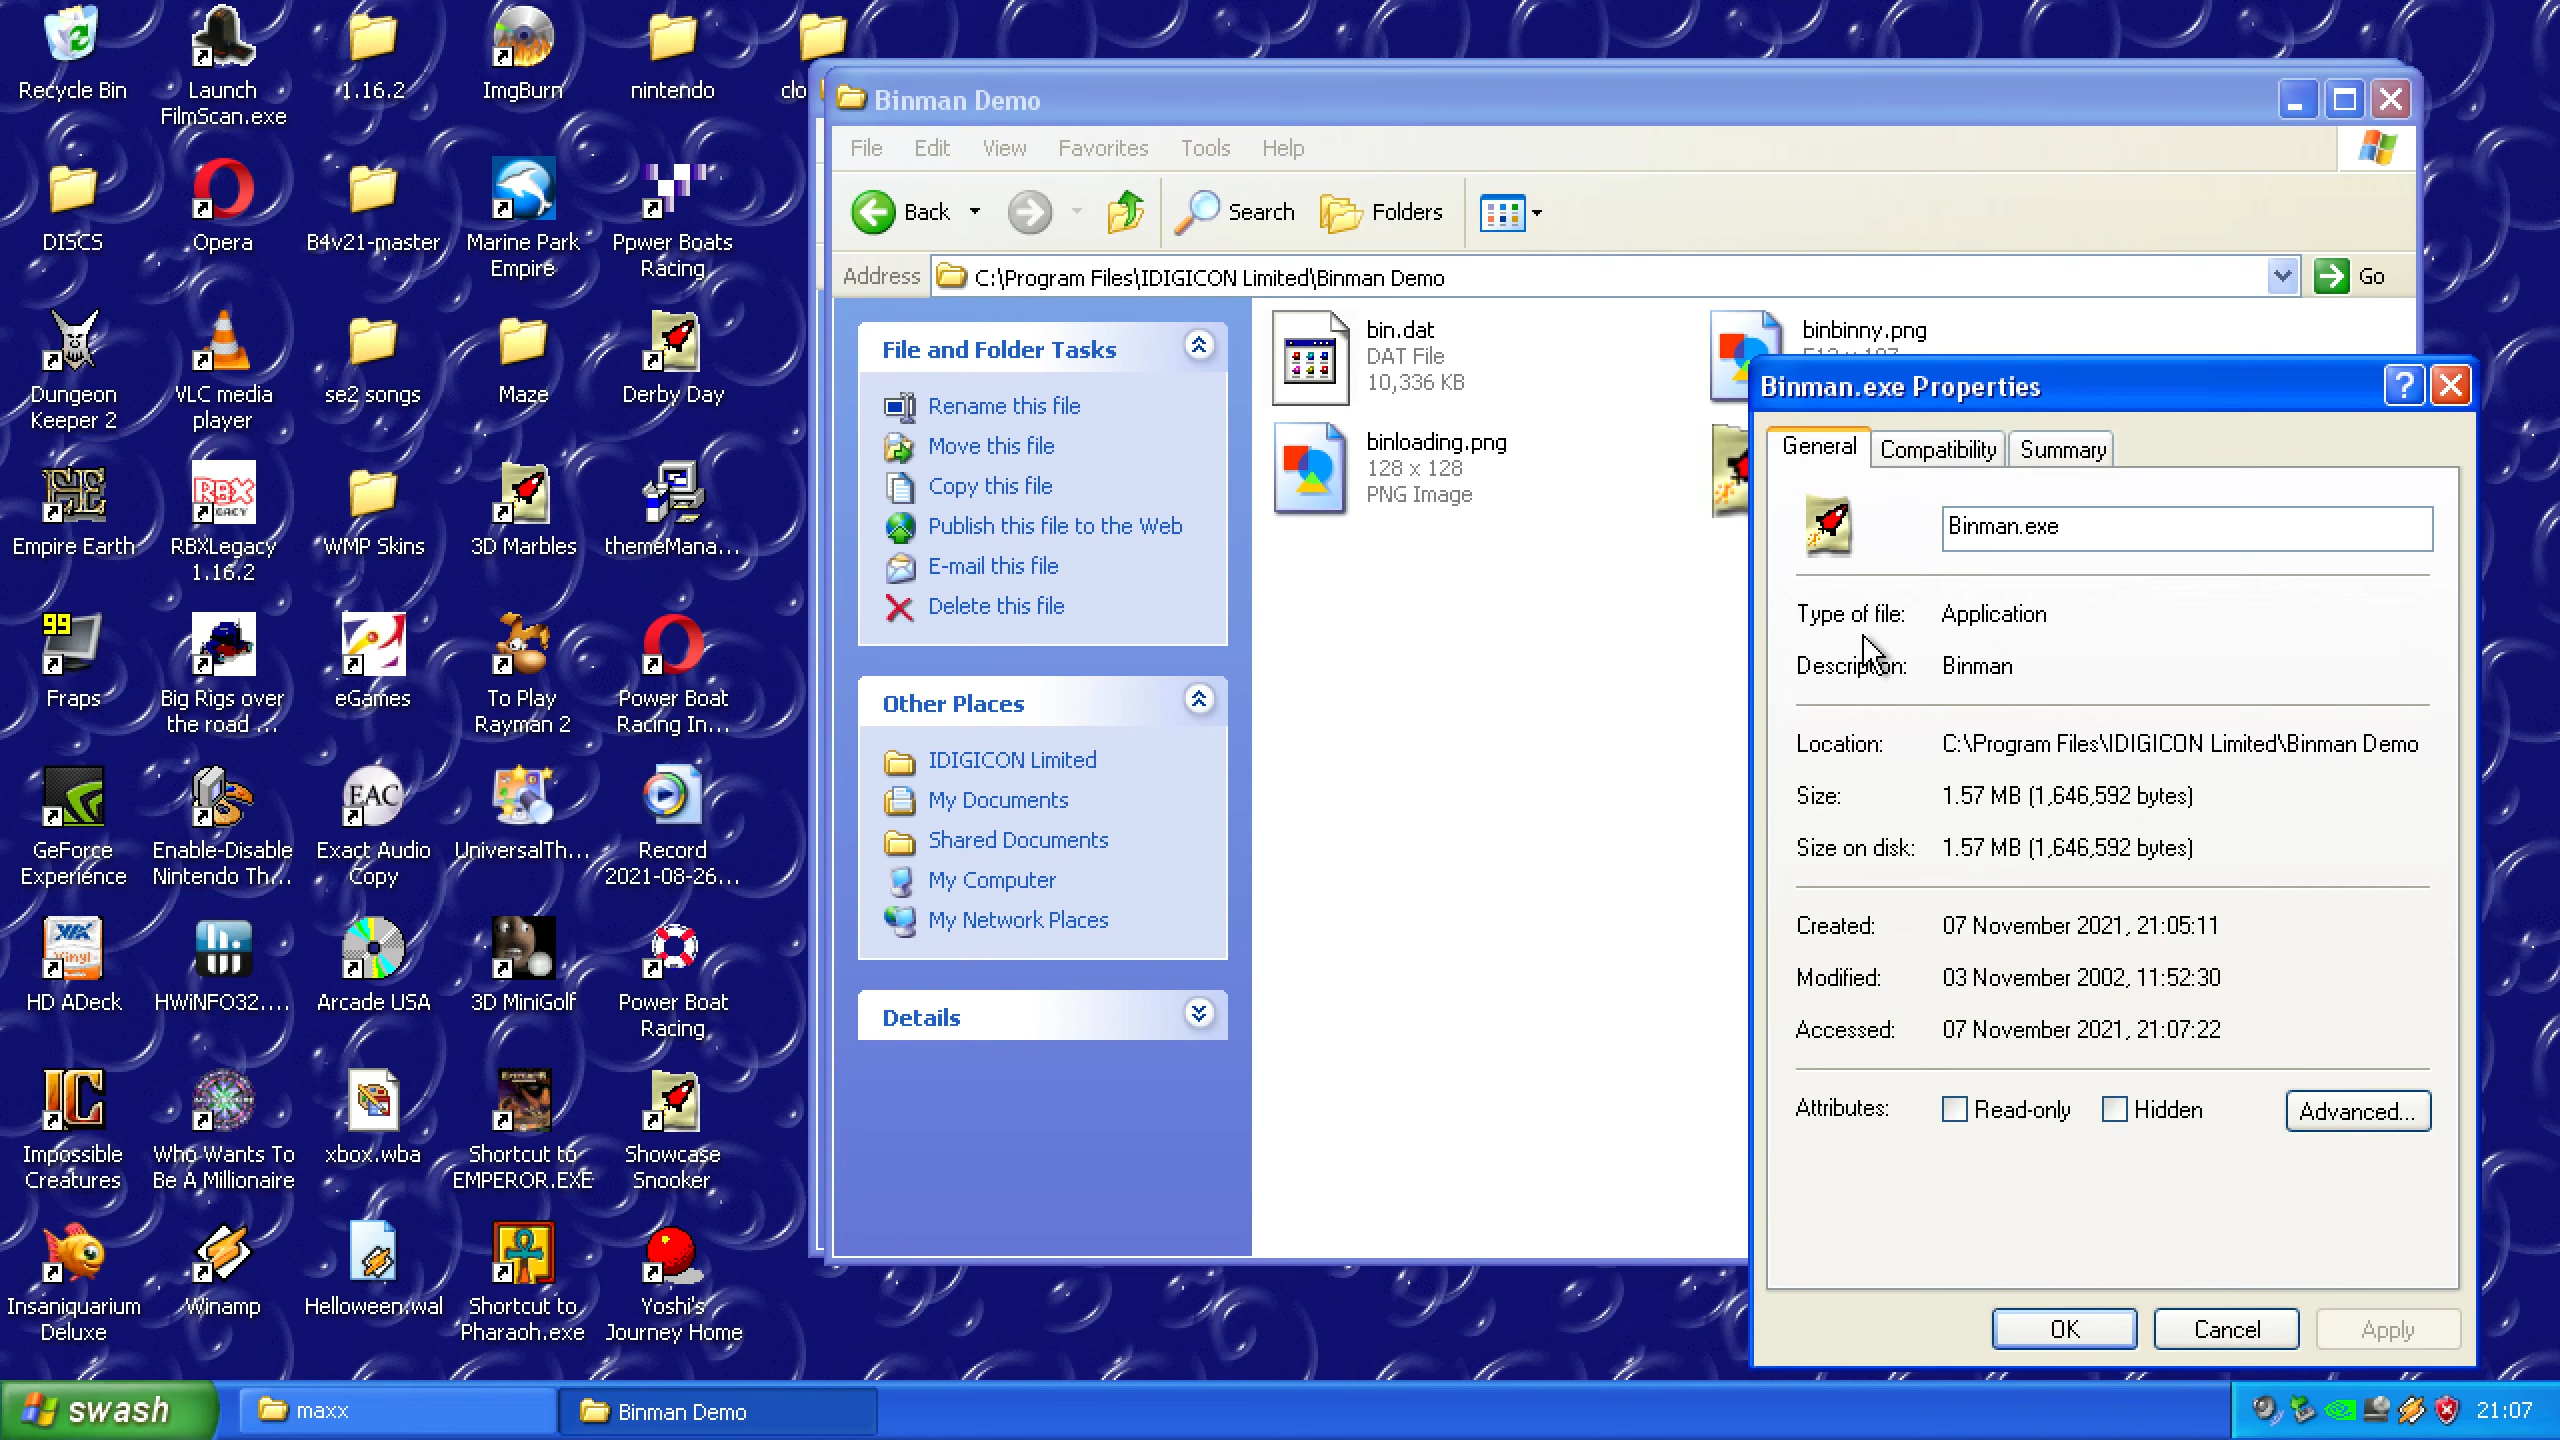 Recycle Bin
Launch
FilmScan.exe
1.16.2
ImgBurn
nintendo
clo
DISCS
Opera
B4v21-master
Marine Park
Empire
Ppwer Boats
Racing
Dungeon
Keeper 2
VLC media
player
se2 songs
Maze
Derby Day
Empire Earth
RBXLegacy
1.16.2
WMP Skins
3D Marbles
themeMana...
99
Fraps
Big Rigs over
the road ...
eGames
To Play
Rayman 2
Power Boat
Racing In...
GeForce
Experience
Enable-Disable
Nintendo Th...
EAC
Exact Audio
Copy
UniversalTh...
Record
2021-08-26...
HD ADeck
HWiNFO32....
Arcade USA
3D MiniGolf
Power Boat
Racing
Impossible
Creatures
Who Wants To
Be A Millionaire
xbox.wba
Shortcut to
EMPEROR.EXE
Showcase
Snooker
Insaniquarium
Deluxe
Winamp
Helloween.wal
Shortcut to
Pharaoh.exe
Yoshi's
Journey Home
Binman Demo
File Edit View Favorites Tools Help
Back Search Folders
Address C:\Program Files\IDIGICON Limited\Binman Demo Go
File and Folder Tasks
Rename this file
Move this file
Copy this file
Publish this file to the Web
E-mail this file
Delete this file
Other Places
IDIGICON Limited
My Documents
Shared Documents
My Computer
My Network Places
Details
bin.dat
DAT File
10,336 KB
binbinny.png
binloading.png
128 x 128
PNG Image
Binman.exe Properties
General Compatibility Summary
Binman.exe
Type of file: Application
Description: Binman
Location: C:\Program Files\IDIGICON Limited\Binman Demo
Size: 1.57 MB (1,646,592 bytes)
Size on disk: 1.57 MB (1,646,592 bytes)
Created: 07 November 2021, 21:05:11
Modified: 03 November 2002, 11:52:30
Accessed: 07 November 2021, 21:07:22
Attributes: Read-only Hidden Advanced...
OK Cancel Apply
swash maxx Binman Demo 21:07